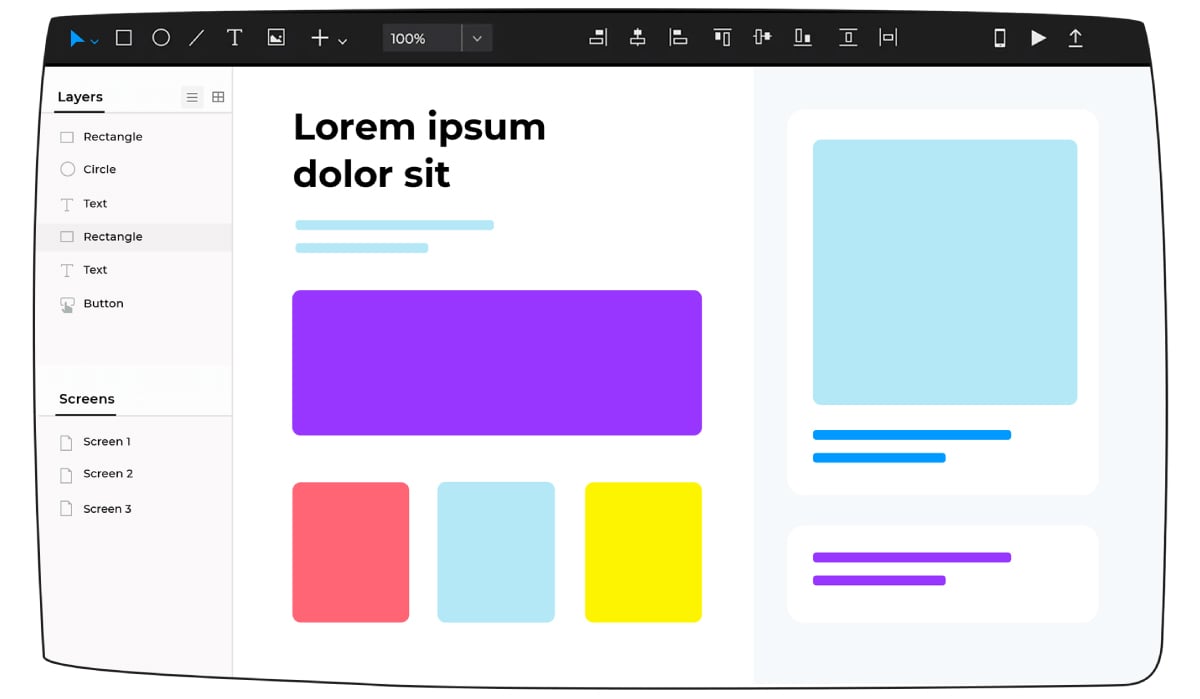 100%
Layers
Rectangle
Circle
Text
Rectangle
Text
Button
Screens
Screen 1
Screen 2
Screen 3
Lorem ipsum
dolor sit